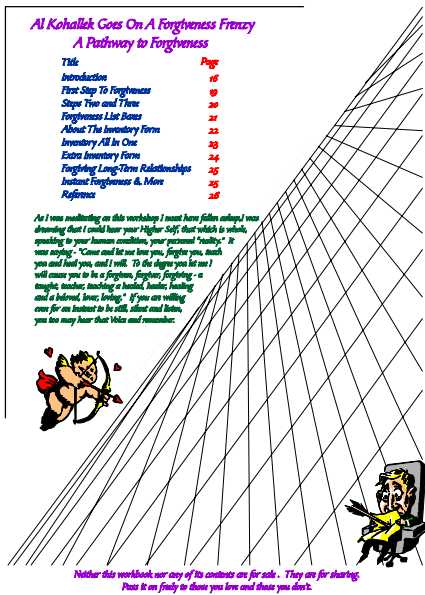 Al Kohallek Goes On A Forgiveness Frenzy
A Pathway to Forgiveness
Title Page
Introduction 16
First Step To Forgiveness 19
Steps Two and Three 20
Forgiveness List Boxes 21
About The Inventory Form 22
Inventory All In One 23
Extra Inventory Form 24
Forgiving Long-Term Relationships 25
Instant Forgiveness & More 25
Reference 26
As I was meditating on this workshop I must have fallen asleep,I was
dreaming that I could hear your Higher Self, that which is whole,
speaking to your human condition, your personal "reality." It
was saying - "Come and let me love you, forgive you, teach
you and heal you, and I will. To the degree you let me I
will cause you to be a forgiven, forgiver, forgiving - a
taught, teacher, teaching a healed, healer, healing
and a beloved, lover, loving." If you are willing
even for an instant to be still, silent and listen,
you too may hear that Voice and remember.
Neither this workbook nor any of its contents are for sale . They are for sharing.
Pass it on freely to those you love and those you don't.